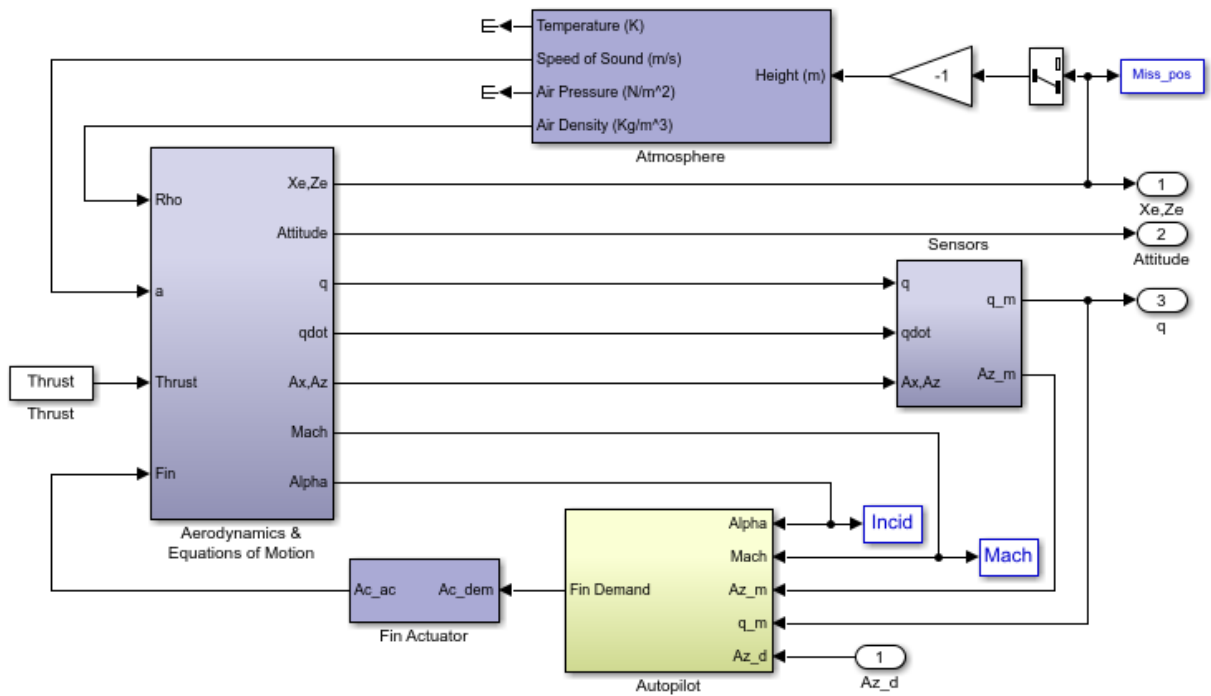 Temperature (K)
Speed of Sound (m/s)
Air Pressure (N/m^2)
Air Density (Kg/m^3)
Height (m)
Atmosphere
-1
Miss_pos
Rho
a
Thrust
Fin
Xe,Ze
Attitude
q
qdot
Ax,Az
Mach
Alpha
Aerodynamics &
Equations of Motion
Thrust
Thrust
1
Xe,Ze
2
Attitude
3
q
Sensors
q
qdot
Ax,Az
q_m
Az_m
Alpha
Mach
Az_m
q_m
Az_d
Fin Demand
Autopilot
Incid
Mach
Ac_ac
Ac_dem
Fin Actuator
1
Az_d